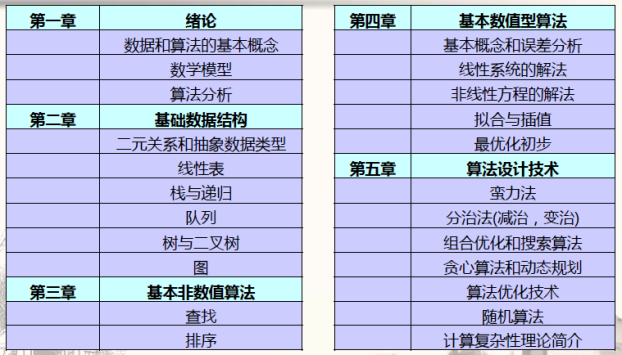 第一章 绪论
数据和算法的基本概念
数学模型
算法分析
第二章 基础数据结构
二元关系和抽象数据类型
线性表
栈与递归
队列
树与二叉树
图
第三章 基本非数值算法
查找
排序
第四章 基本数值型算法
基本概念和误差分析
线性系统的解法
非线性方程的解法
拟合与插值
最优化初步
第五章 算法设计技术
蛮力法
分治法(减治，变治)
组合优化和搜索算法
贪心算法和动态规划
算法优化技术
随机算法
计算复杂性理论简介